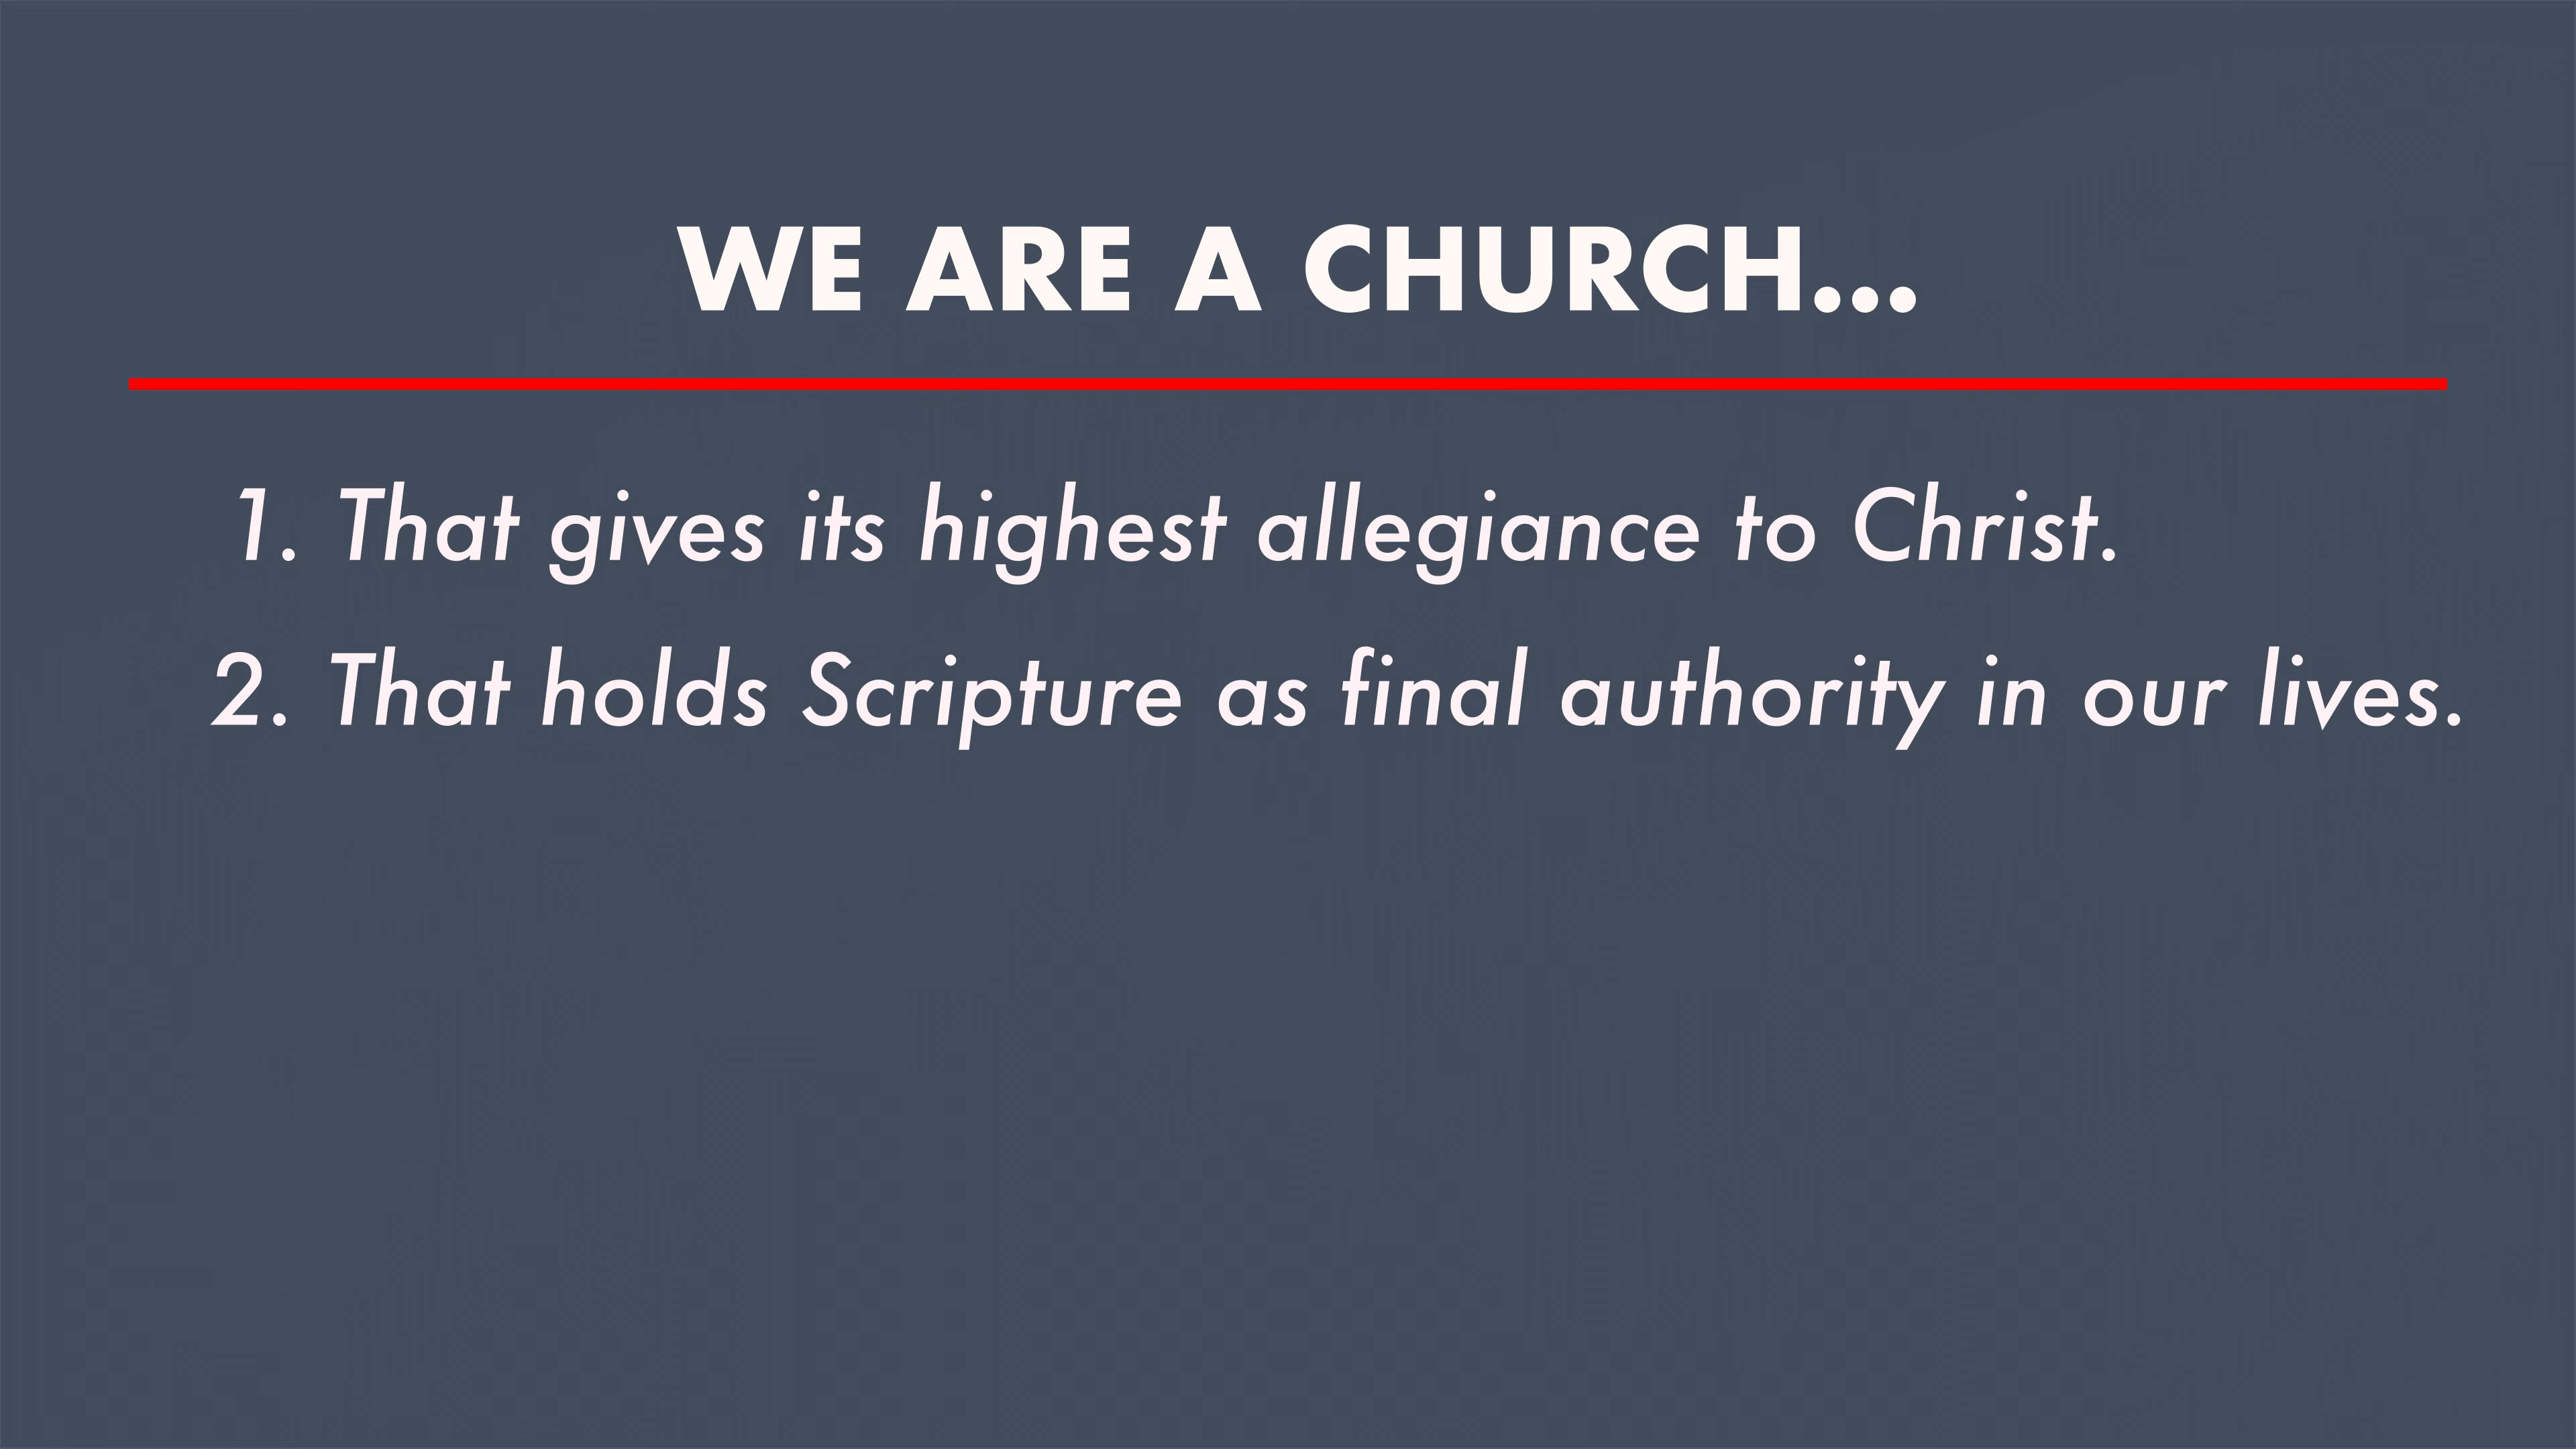 WE ARE A CHURCH...
1. That gives its highest allegiance to Christ.
2. That holds Scripture as final authority in our lives.